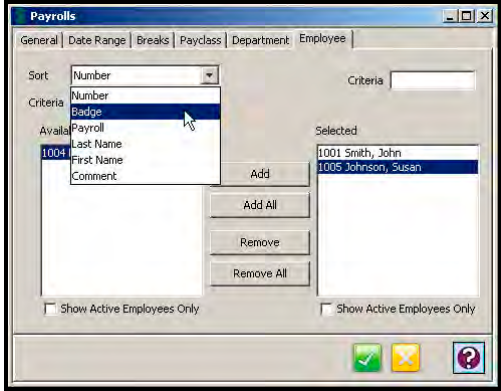 Payrolls
General Date Range Breaks Payclass Department Employee
Sort Number
Criteria
Criteria
Number
Badge
Payroll
Last Name
First Name
Comment
Selected
1004
1001 Smith, John
1005 Johnson, Susan
Add
Add All
Remove
Remove All
Show Active Employees Only
Show Active Employees Only
?